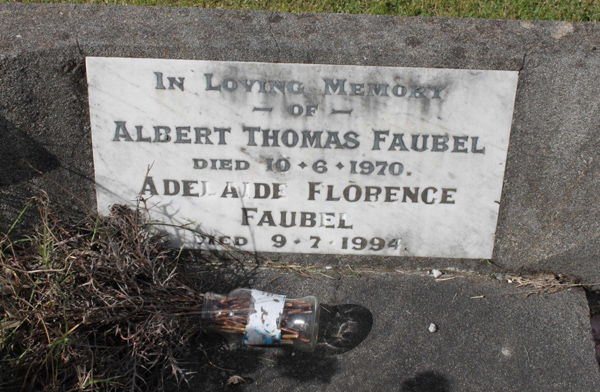 IN LOVING MEMORY
— OF —
ALBERT THOMAS FAUBEL
DIED 10•6•1970.
ADELAIDE FLORENCE
FAUBEL
DIED 9•7•1994.